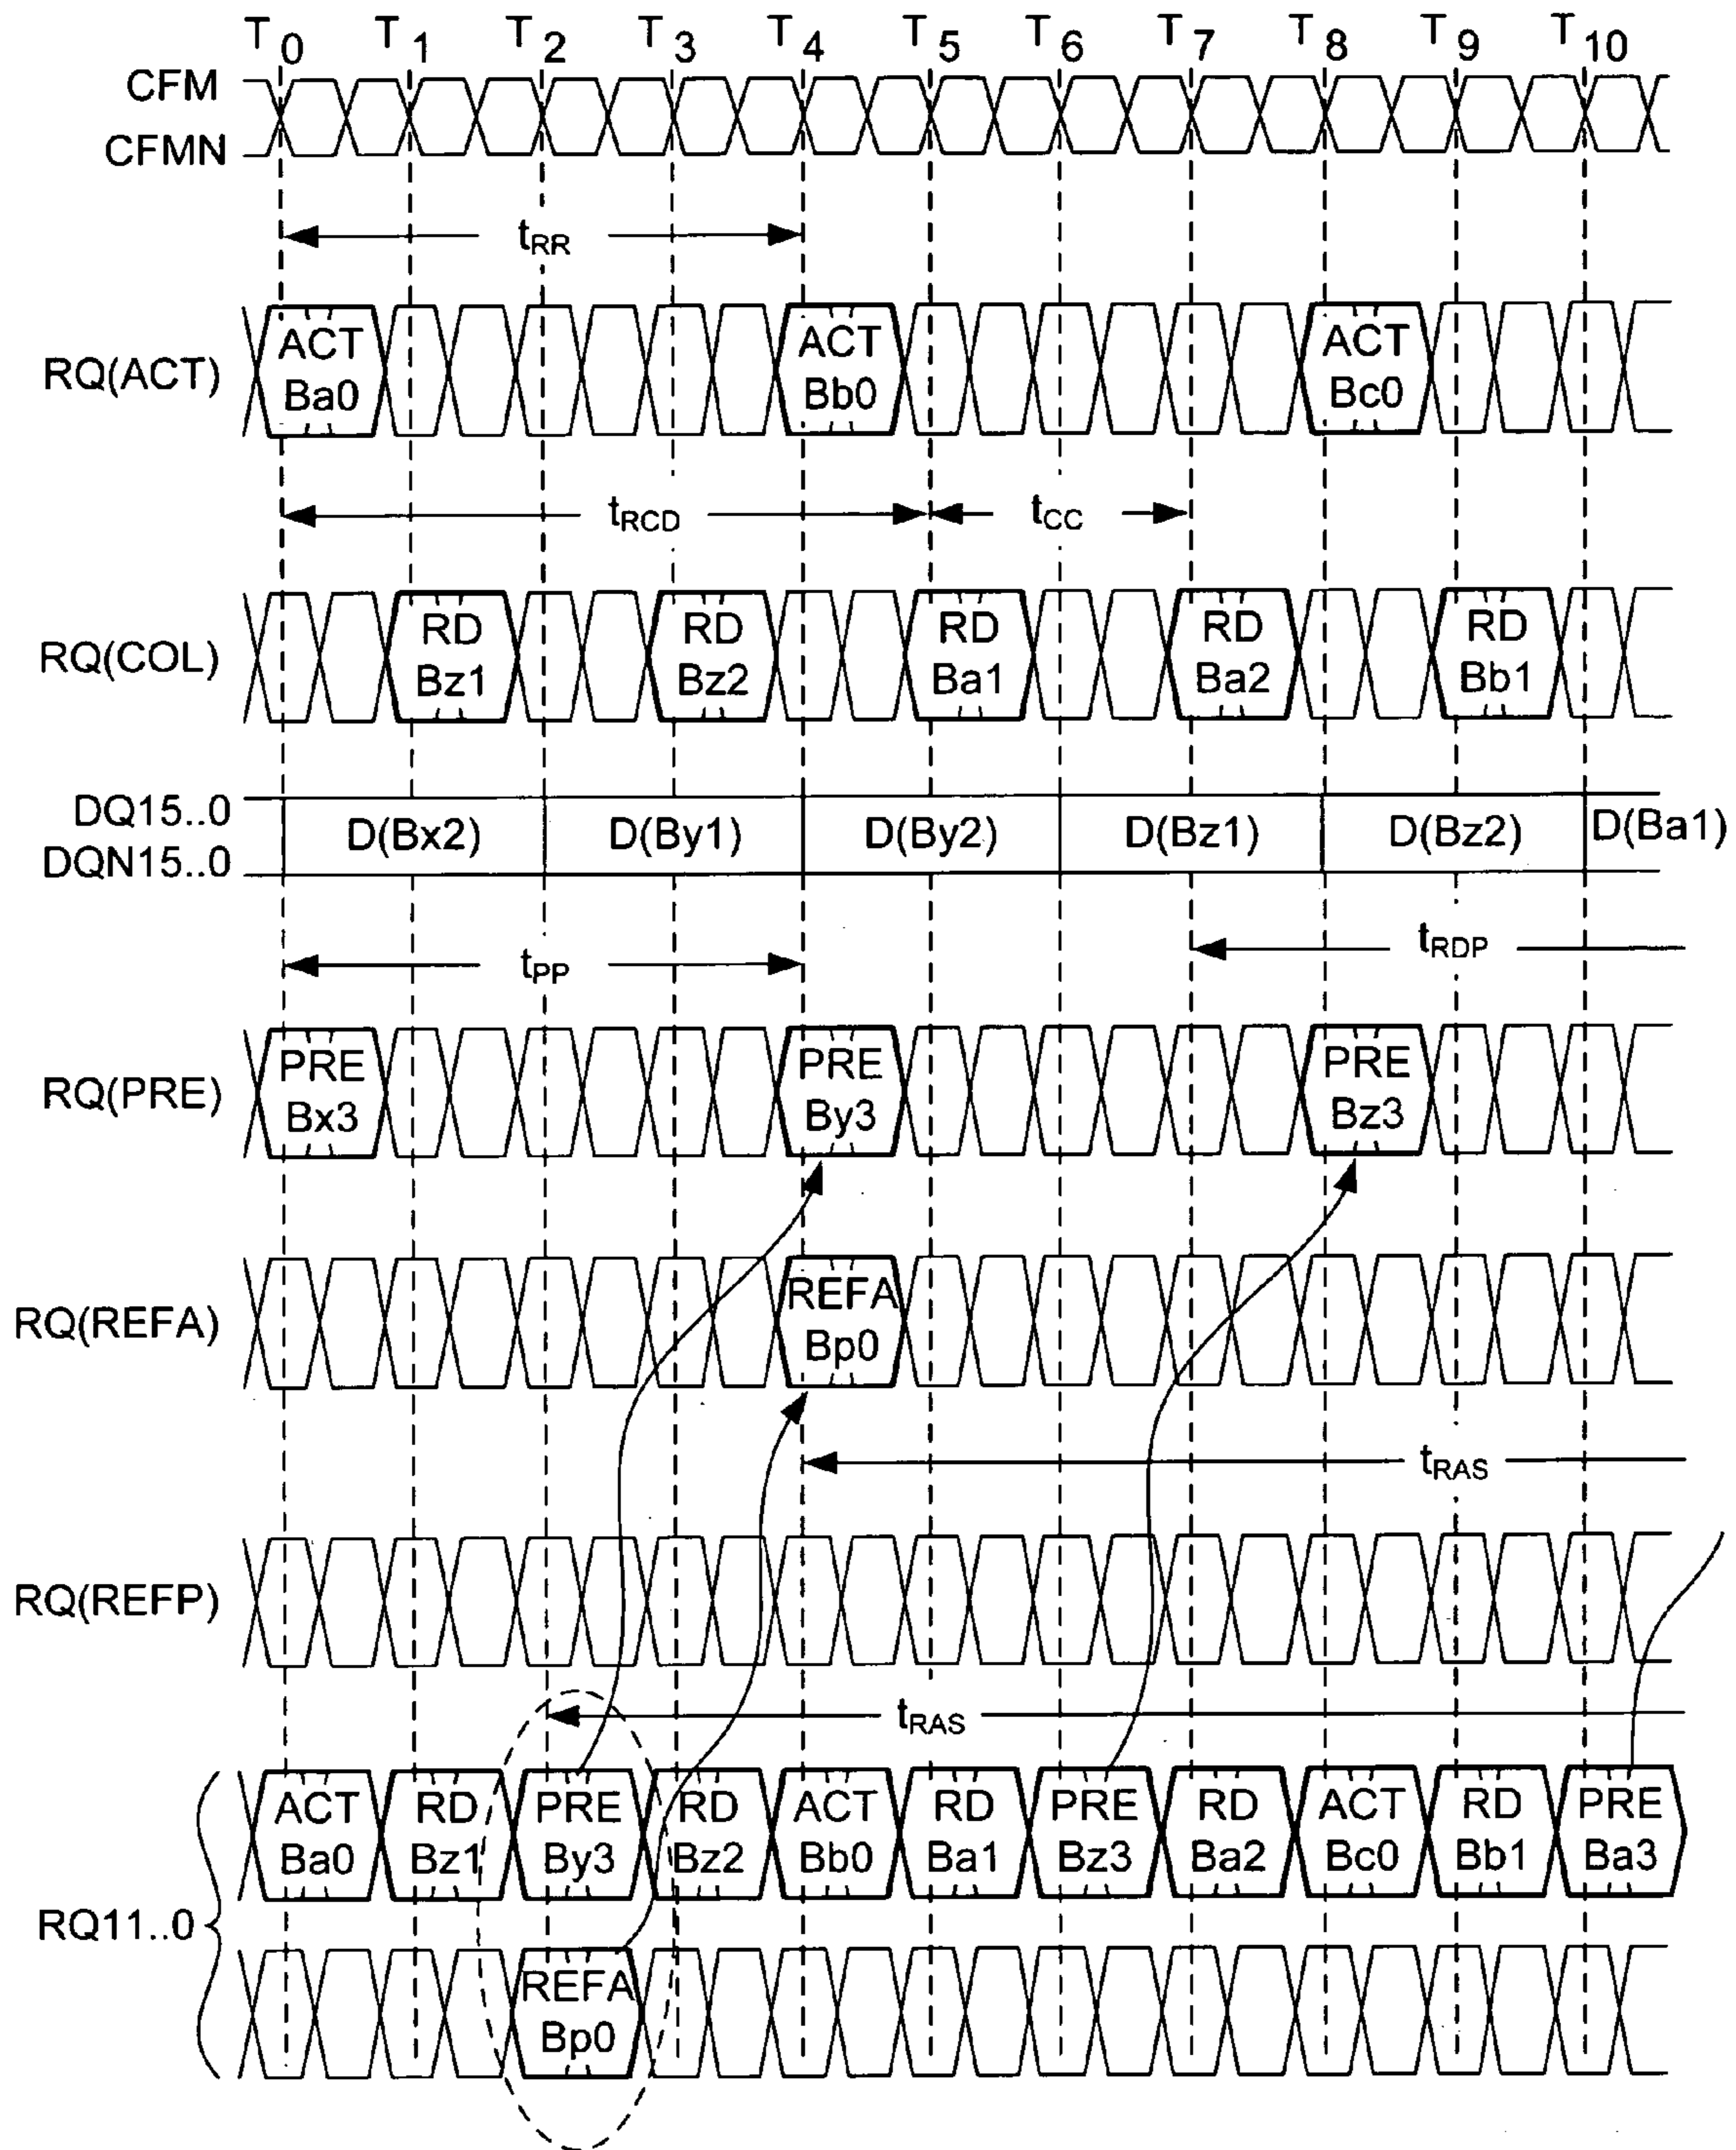 T0 T1 T2 T3 T4 T5 T6 T7 T8 T9 T10
CFM
CFMN
tRR
RQ(ACT)
ACT Ba0
ACT Bb0
ACT Bc0
tRCD
tCC
RQ(COL)
RD Bz1
RD Bz2
RD Ba1
RD Ba2
RD Bb1
DQ15..0
DQN15..0
D(Bx2) D(By1) D(By2) D(Bz1) D(Bz2) D(Ba1)
tPP
tRDP
RQ(PRE)
PRE Bx3
PRE By3
PRE Bz3
RQ(REFA)
REFA Bp0
tRAS
RQ(REFP)
tRAS
RQ11..0
ACT Ba0
RD Bz1
PRE By3
RD Bz2
ACT Bb0
RD Ba1
PRE Bz3
RD Ba2
ACT Bc0
RD Bb1
PRE Ba3
REFA Bp0